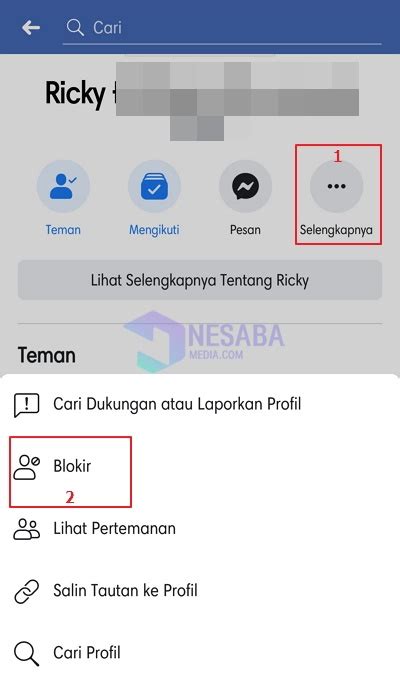 Cari
Ricky
1
Teman
Mengikuti
Pesan
Selengkapnya
Lihat Selengkapnya Tentang Ricky
NESABA
MEDIA.COM
Teman
Cari Dukungan atau Laporkan Profil
Blokir
2
Lihat Pertemanan
Salin Tautan ke Profil
Cari Profil